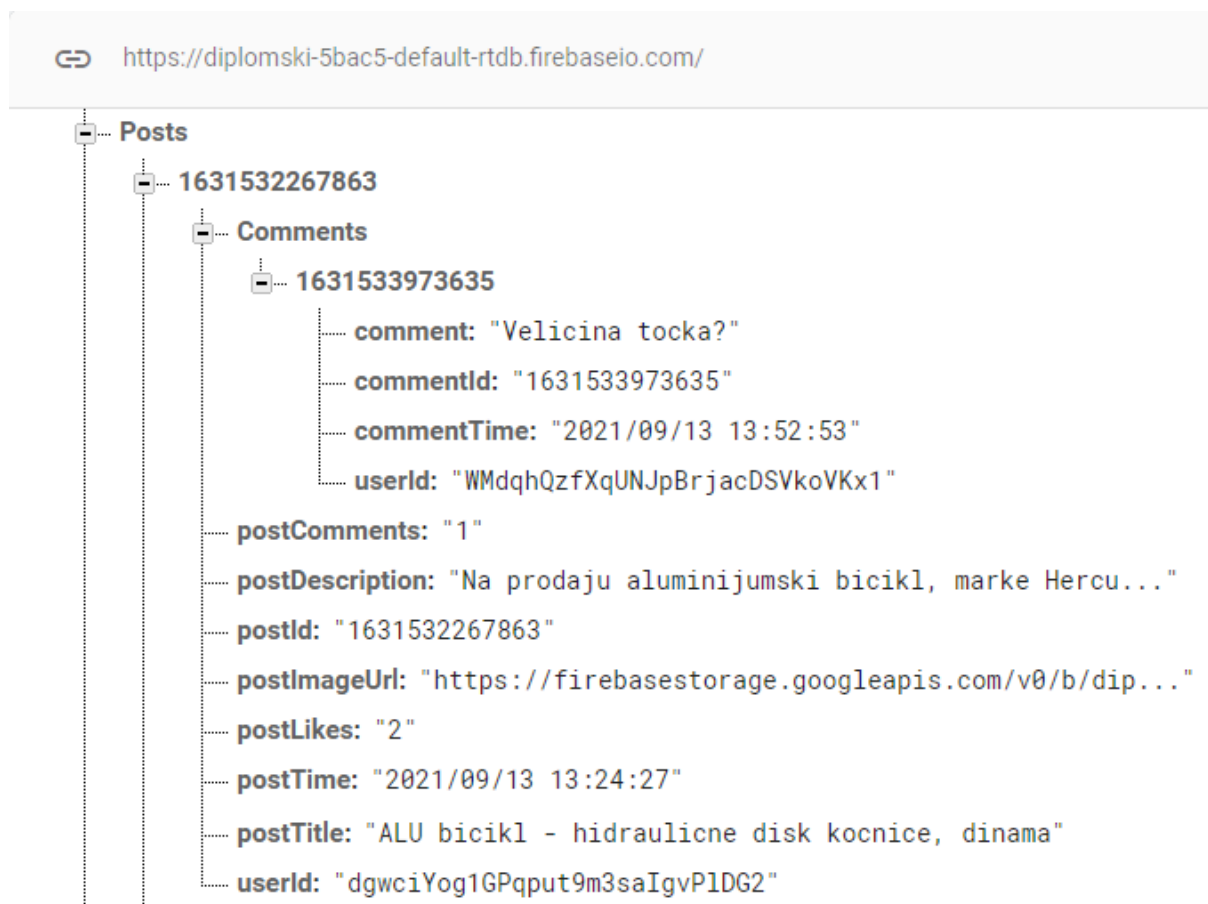 https://diplomski-5bac5-default-rtdb.firebaseio.com/
Posts
1631532267863
Comments
1631533973635
comment: "Velicina tocka?"
commentId: "1631533973635"
commentTime: "2021/09/13 13:52:53"
userId: "WMdqhQzfXqUNJpBrjacDSVkoVKx1"
postComments: "1"
postDescription: "Na prodaju aluminijumski bicikl, marke Hercu..."
postId: "1631532267863"
postImageUrl: "https://firebasestorage.googleapis.com/v0/b/dip..."
postLikes: "2"
postTime: "2021/09/13 13:24:27"
postTitle: "ALU bicikl - hidraulicne disk kocnice, dinama"
userId: "dgwciYog1GPqput9m3saIgvPlDG2"